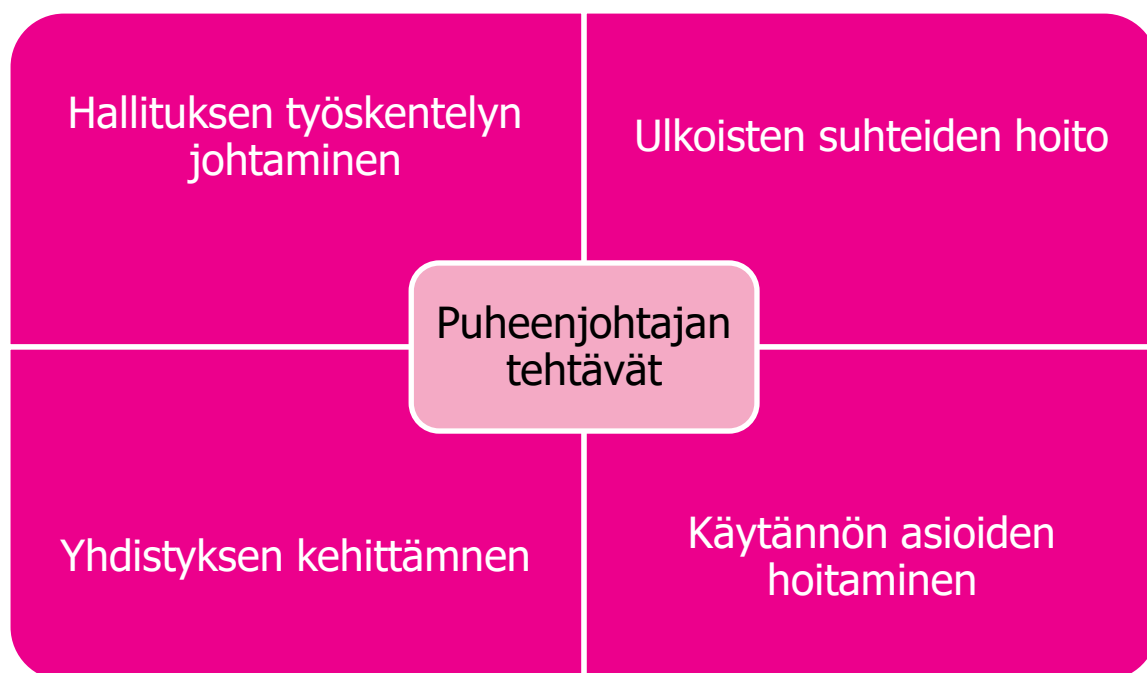 Hallituksen työskentelyn
johtaminen
Ulkoisten suhteiden hoito
Puheenjohtajan
tehtävät
Yhdistyksen kehittämnen
Käytännön asioiden
hoitaminen